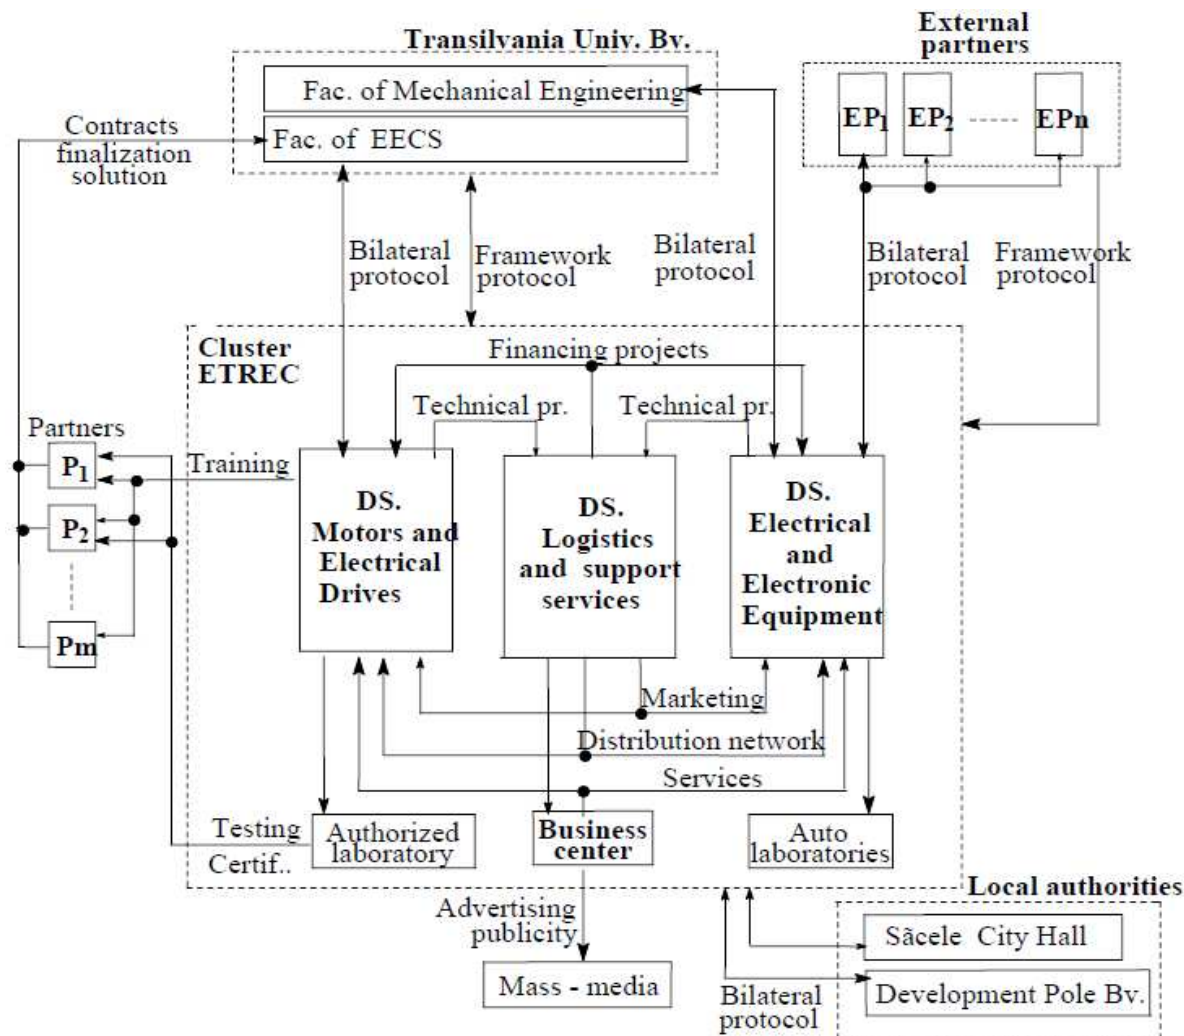 Transilvania Univ. Bv.
External
partners
Fac. of Mechanical Engineering
Fac. of EECS
EP1
EP2
EPn
Contracts
finalization
solution
Bilateral
protocol
Framework
protocol
Bilateral
protocol
Bilateral
protocol
Framework
protocol
Cluster
ETREC
Financing projects
Technical pr.
Technical pr.
Partners
P1
P2
Pm
Training
DS.
Motors and
Electrical
Drives
DS.
Logistics
and support
services
DS.
Electrical
and
Electronic
Equipment
Marketing
Distribution network
Services
Testing
Certif..
Authorized
laboratory
Business
center
Auto
laboratories
Advertising
publicity
Mass - media
Local authorities
Sãcele City Hall
Development Pole Bv.
Bilateral
protocol